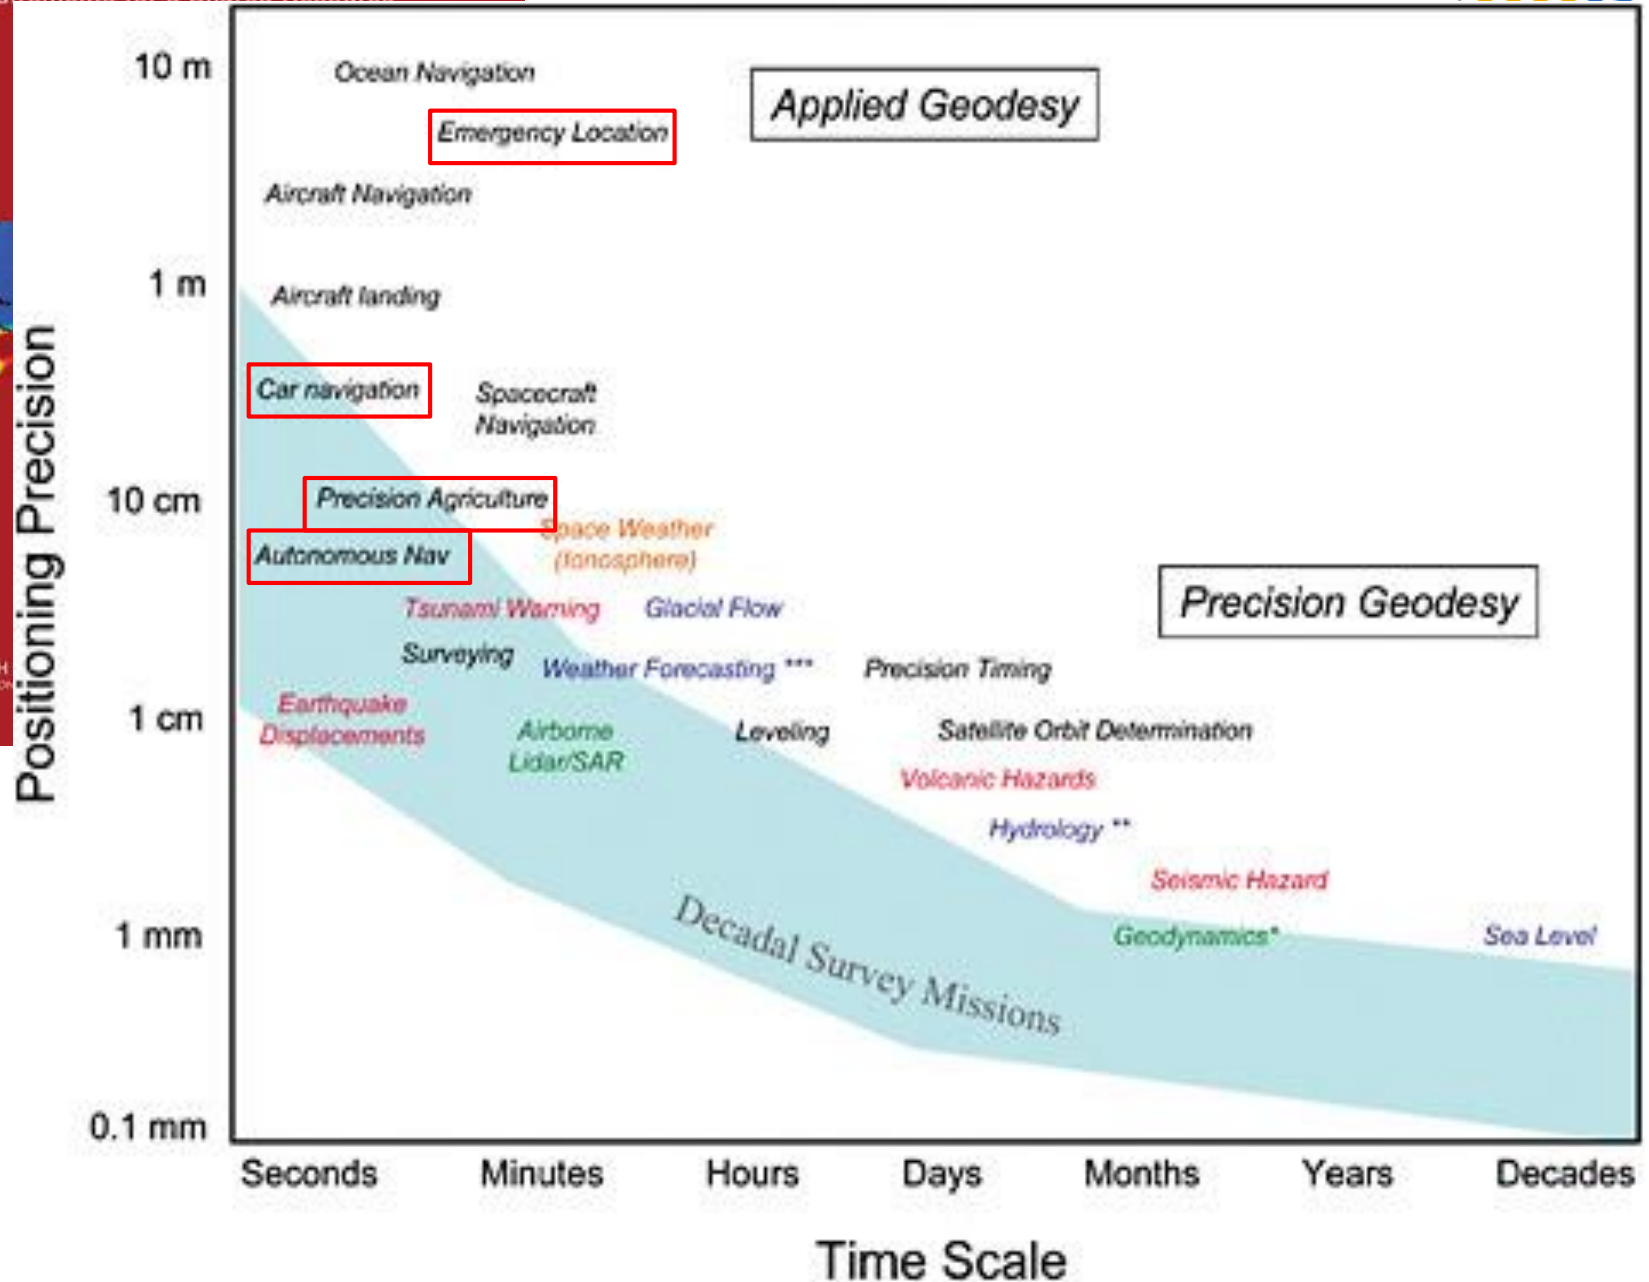 10 m
Ocean Navigation
Applied Geodesy
Emergency Location
Aircraft Navigation
1 m
Aircraft landing
Car navigation
Spacecraft
Navigation
10 cm
Precision Agriculture
Space Weather
(Ionosphere)
Autonomous Nav
Tsunami Warning
Glacial Flow
Precision Geodesy
Surveying
Weather Forecasting ***
Precision Timing
Earthquake
Displacements
1 cm
Airborne
Lidar/SAR
Leveling
Satellite Orbit Determination
Volcanic Hazards
Hydrology **
Seismic Hazard
Decadal Survey Missions
1 mm
Geodynamics*
Sea Level
0.1 mm
Positioning Precision
Seconds
Minutes
Hours
Days
Months
Years
Decades
Time Scale